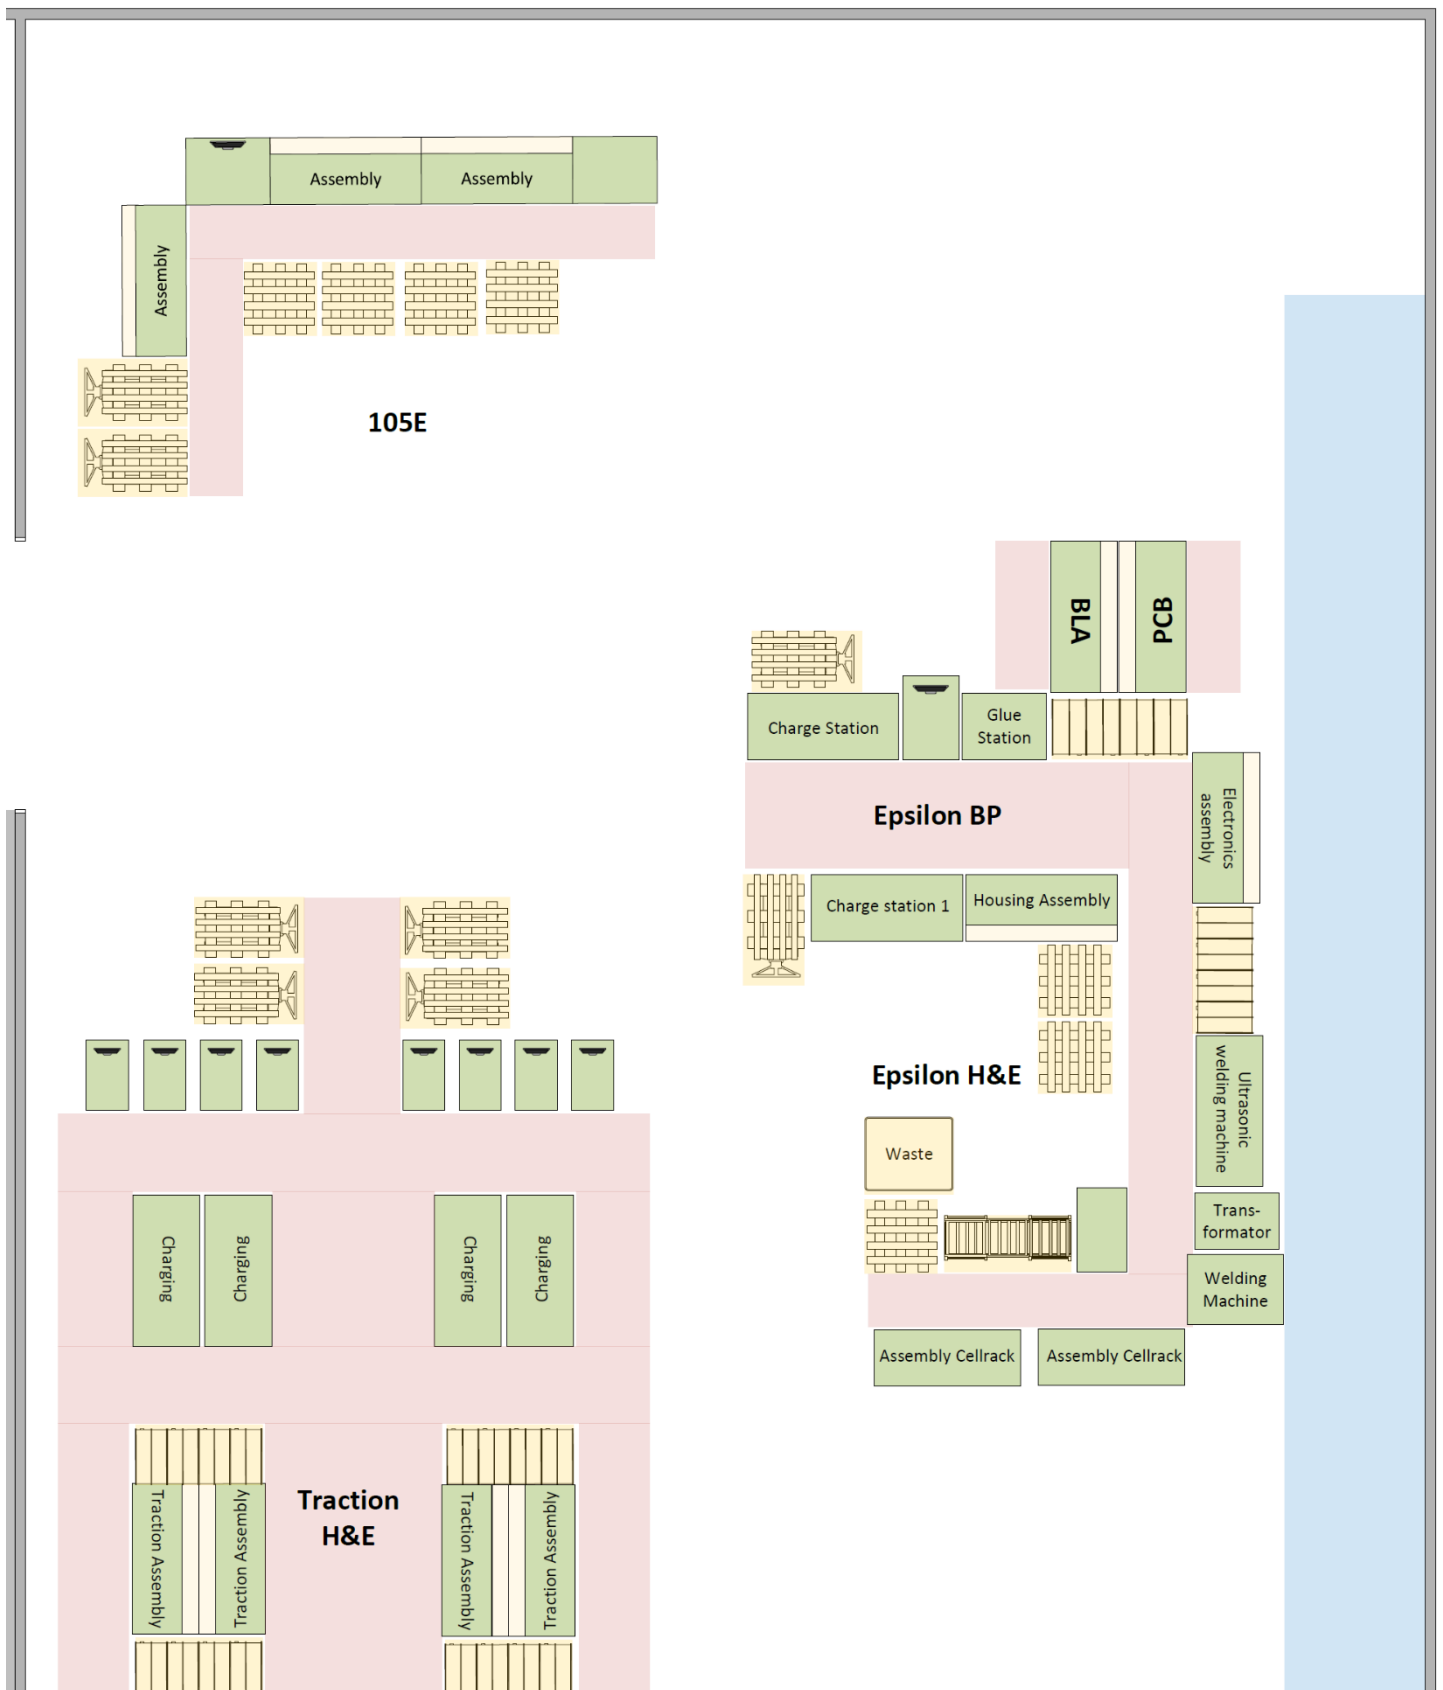 Assembly
Assembly
Assembly
105E
BLA
PCB
Charge Station
Glue
Station
Electronics
assembly
Epsilon BP
Charge station 1
Housing Assembly
Epsilon H&E
Ultrasonic
welding machine
Waste
Trans-
formator
Welding
Machine
Assembly Cellrack
Assembly Cellrack
Charging
Charging
Charging
Charging
Traction
H&E
Traction Assembly
Traction Assembly
Traction Assembly
Traction Assembly